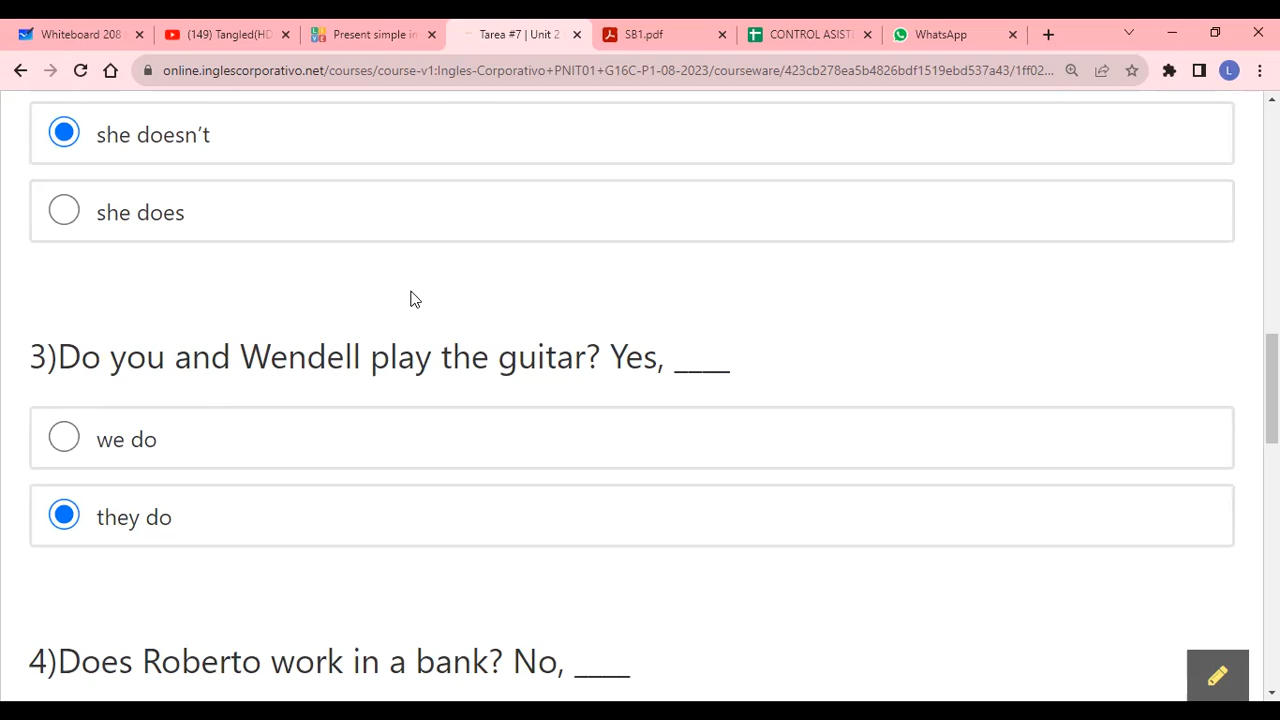 Whiteboard 208
(149) Tangled(HD
Present simple in
Tarea #7 | Unit 2
SB1.pdf
CONTROL ASIST
WhatsApp
online.inglescorporativo.net/courses/course-v1:Ingles-Corporativo+PNIT01+G16C-P1-08-2023/courseware/423cb278ea5b4826bdf1519ebd537a43/1ff02...
L
she doesn’t
she does
3)Do you and Wendell play the guitar? Yes, ____
we do
they do
4)Does Roberto work in a bank? No, ____